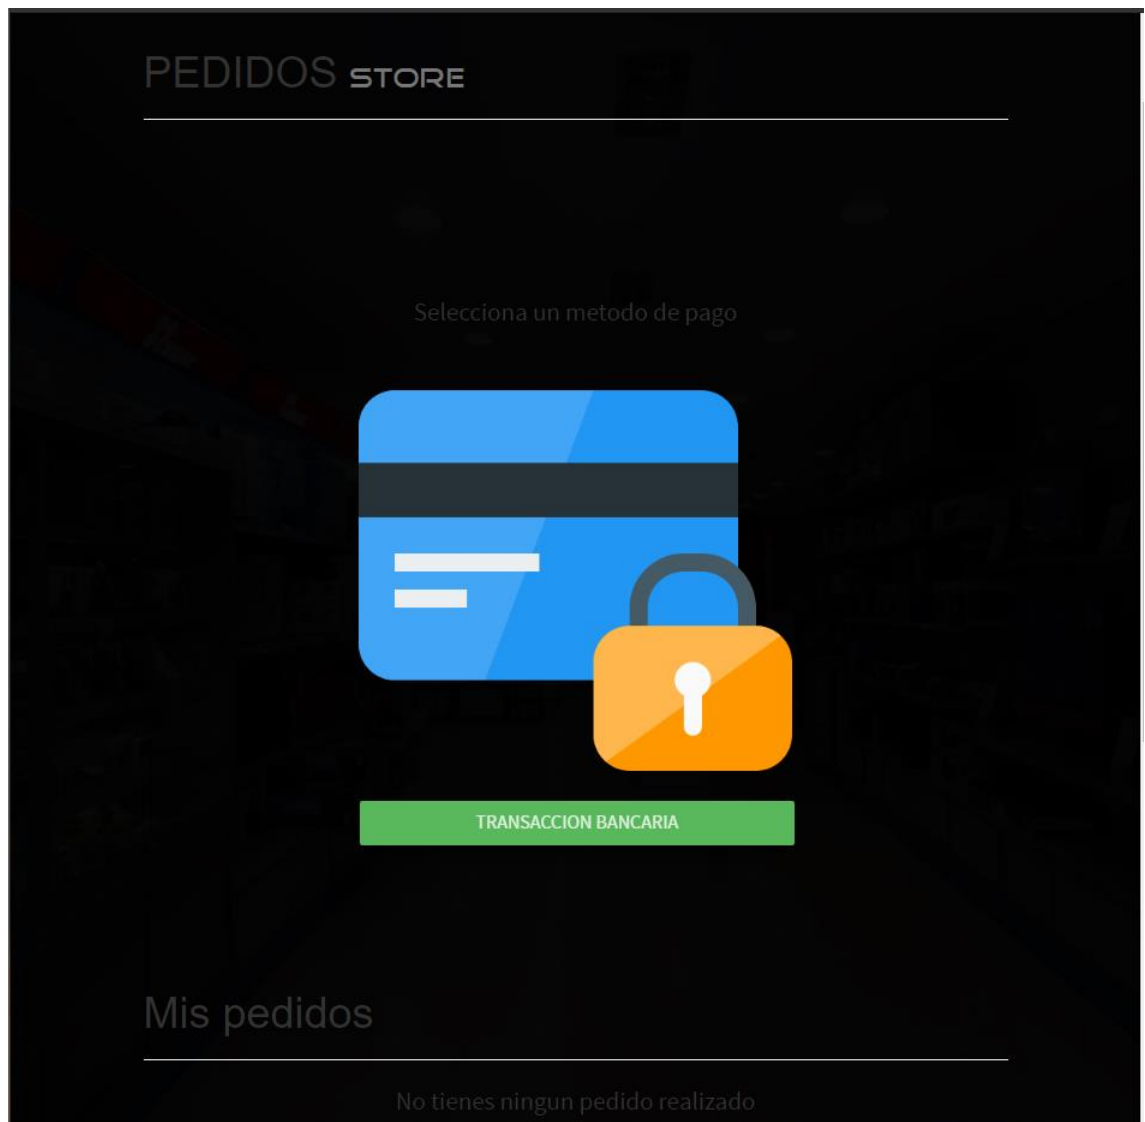 PEDIDOS STORE
Selecciona un metodo de pago
TRANSACCION BANCARIA
Mis pedidos
No tienes ningun pedido realizado